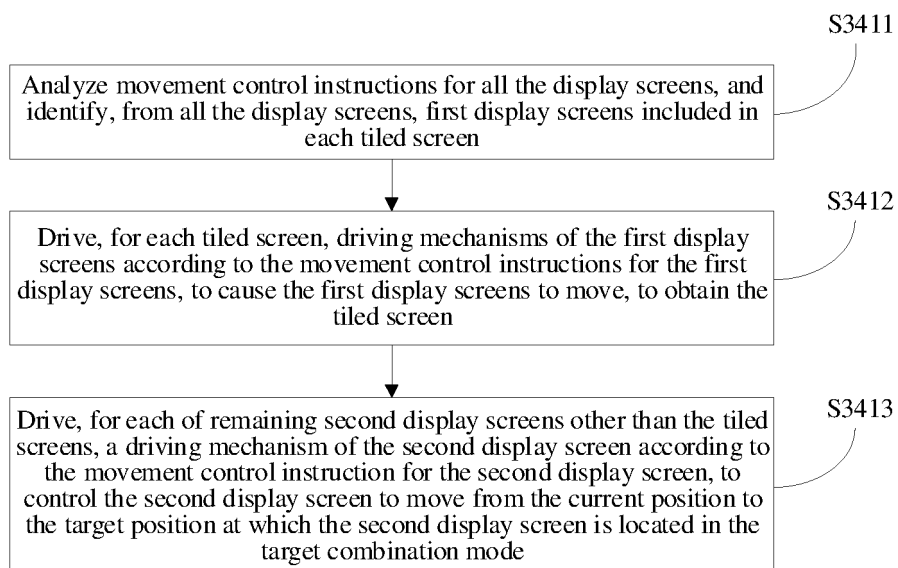 S3411
Analyze movement control instructions for all the display screens, and
identify, from all the display screens, first display screens included in
each tiled screen
S3412
Drive, for each tiled screen, driving mechanisms of the first display
screens according to the movement control instructions for the first
display screens, to cause the first display screens to move, to obtain the
tiled screen
S3413
Drive, for each of remaining second display screens other than the tiled
screens, a driving mechanism of the second display screen according to
the movement control instruction for the second display screen, to
control the second display screen to move from the current position to
the target position at which the second display screen is located in the
target combination mode